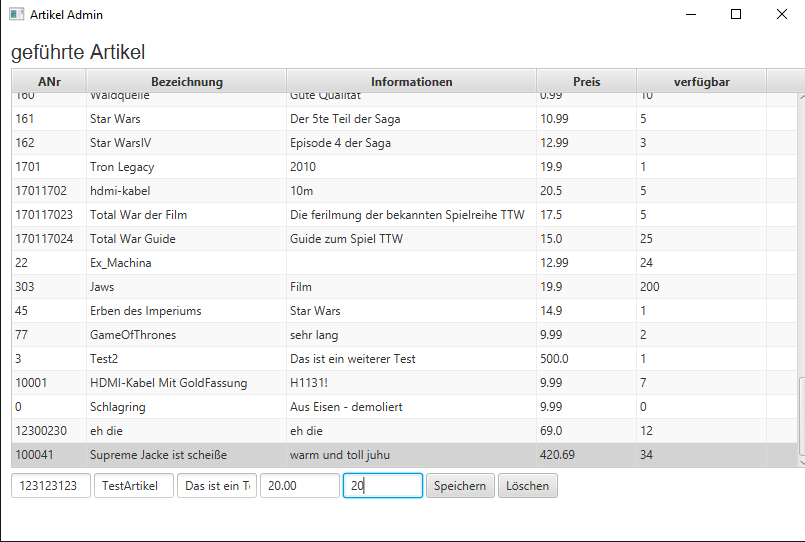 Artikel Admin
geführte Artikel
ANr Bezeichnung Informationen Preis verfügbar
160 Waldquelle Gute Qualität 0.99 10
161 Star Wars Der 5te Teil der Saga 10.99 5
162 Star WarsIV Episode 4 der Saga 12.99 3
1701 Tron Legacy 2010 19.9 1
17011702 hdmi-kabel 10m 20.5 5
170117023 Total War der Film Die ferilmung der bekannten Spielreihe TTW 17.5 5
170117024 Total War Guide Guide zum Spiel TTW 15.0 25
22 Ex_Machina 12.99 24
303 Jaws Film 19.9 200
45 Erben des Imperiums Star Wars 14.9 1
77 GameOfThrones sehr lang 9.99 2
3 Test2 Das ist ein weiterer Test 500.0 1
10001 HDMI-Kabel Mit GoldFassung H1131! 9.99 7
0 Schlagring Aus Eisen - demoliert 9.99 0
12300230 eh die eh die 69.0 12
100041 Supreme Jacke ist scheiße warm und toll juhu 420.69 34
123123123 TestArtikel Das ist ein Te 20.00 20 Speichern Löschen